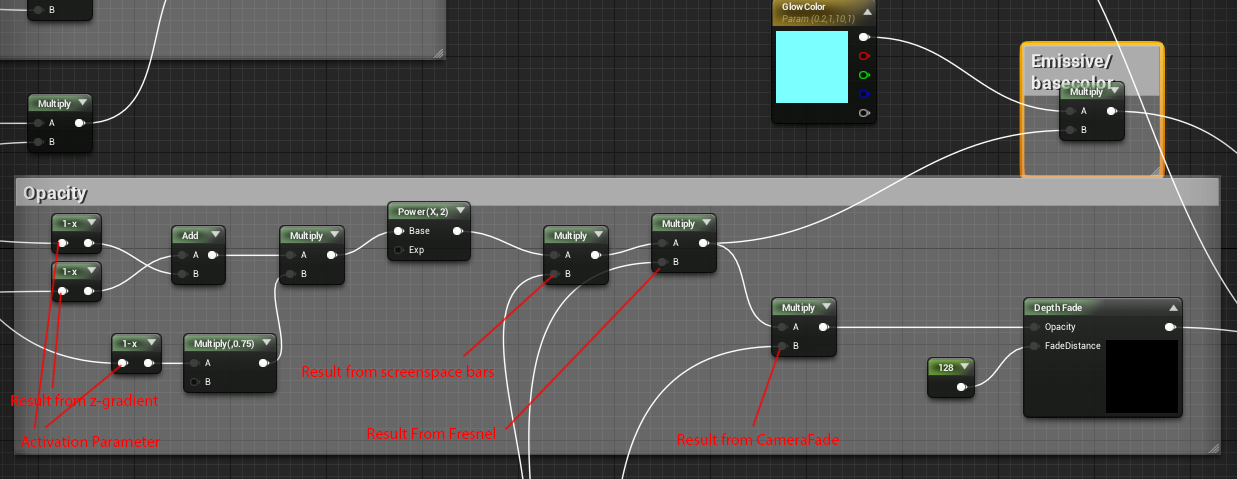 B
GlowColor
Param (0.2,1,10,1)
Emissive/
basecolor
Multiply
A
B
Multiply
A
B
Opacity
1-x
1-x
Add
A
B
Multiply
A
B
Power(X, 2)
Base
Exp
Multiply
A
B
Multiply
A
B
1-x
Multiply(,0.75)
A
B
Multiply
A
B
128
Depth Fade
Opacity
FadeDistance
Result from screenspace bars
Result from z-gradient
Activation Parameter
Result From Fresnel
Result from CameraFade